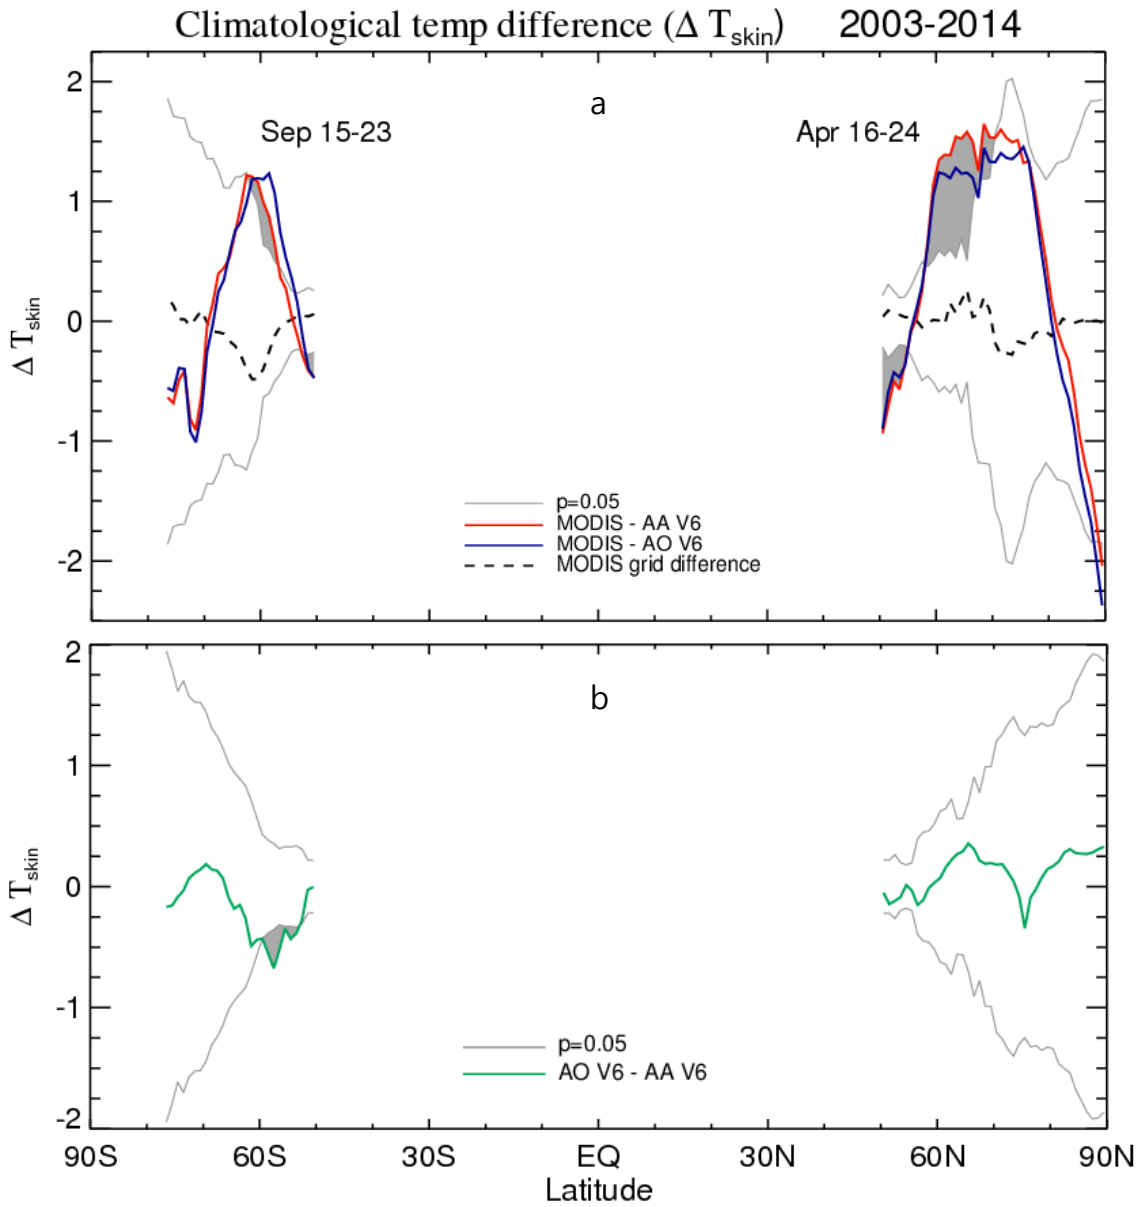 Climatological temp difference (Δ Tskin) 2003-2014
a
Sep 15-23
Apr 16-24
2
1
0
-1
-2
Δ Tskin
p=0.05
MODIS - AA V6
MODIS - AO V6
MODIS grid difference
b
2
1
0
-1
-2
Δ Tskin
p=0.05
AO V6 - AA V6
90S 60S 30S EQ 30N 60N 90N
Latitude